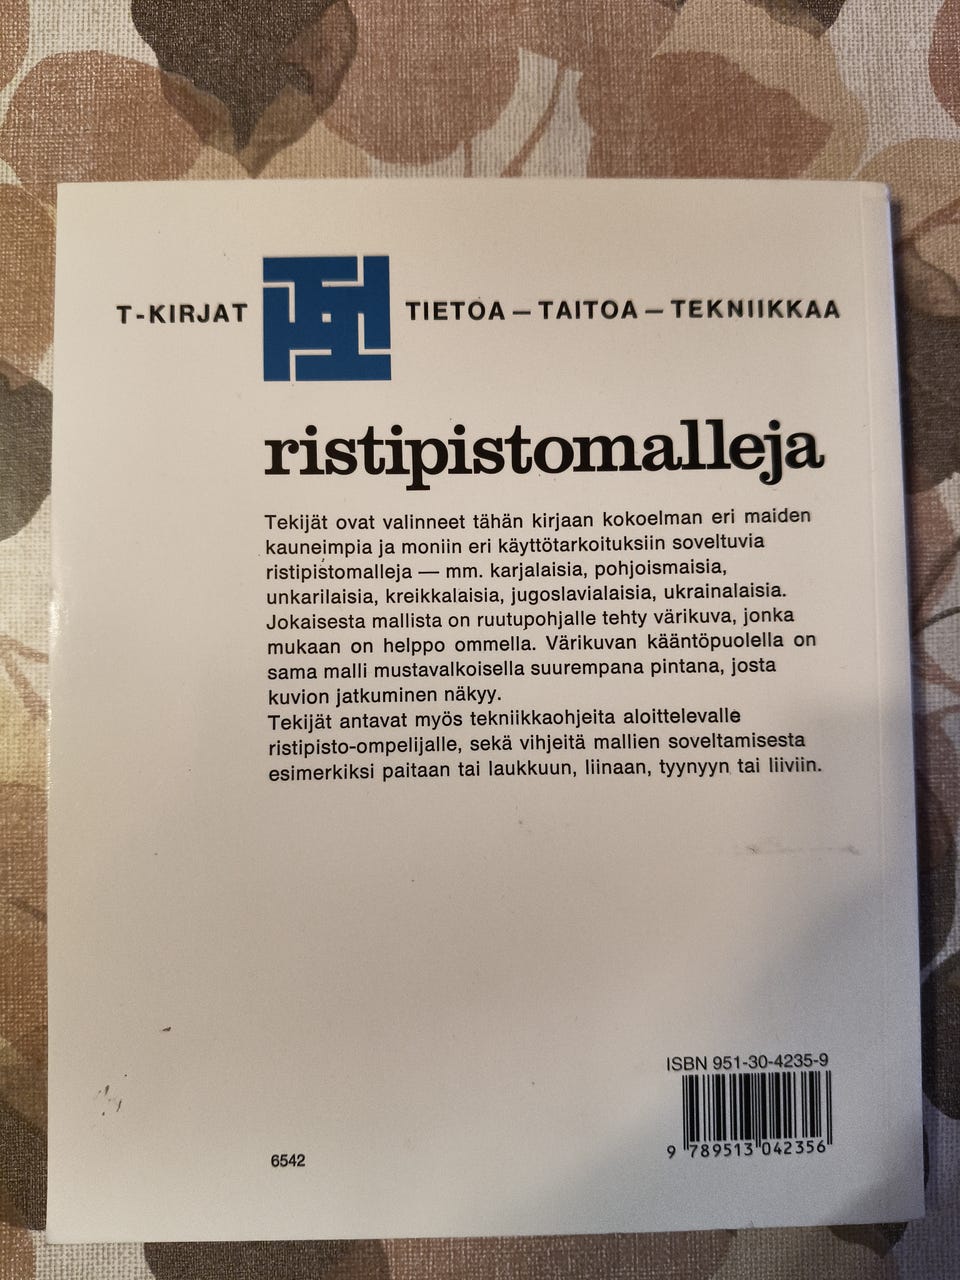 T-KIRJAT TIETOA — TAITOA — TEKNIIKKAA
ristipistomalleja
Tekijät ovat valinneet tähän kirjaan kokoelman eri maiden
kauneimpia ja moniin eri käyttötarkoituksiin soveltuvia
ristipistomalleja — mm. karjalaisia, pohjoismaisia,
unkarilaisia, kreikkalaisia, jugoslavialaisia, ukrainalaisia.
Jokaisesta mallista on ruutupohjalle tehty värikuva, jonka
mukaan on helppo ommella. Värikuvan kääntöpuolella on
sama malli mustavalkoisella suurempana pintana, josta
kuvion jatkuminen näkyy.
Tekijät antavat myös tekniikkaohjeita aloittelevalle
ristipisto-ompelijalle, sekä vihjeitä mallien soveltamisesta
esimerkiksi paitaan tai laukkuun, liinaan, tyynyyn tai liiviin.
ISBN 951-30-4235-9
9 789513 042356
6542